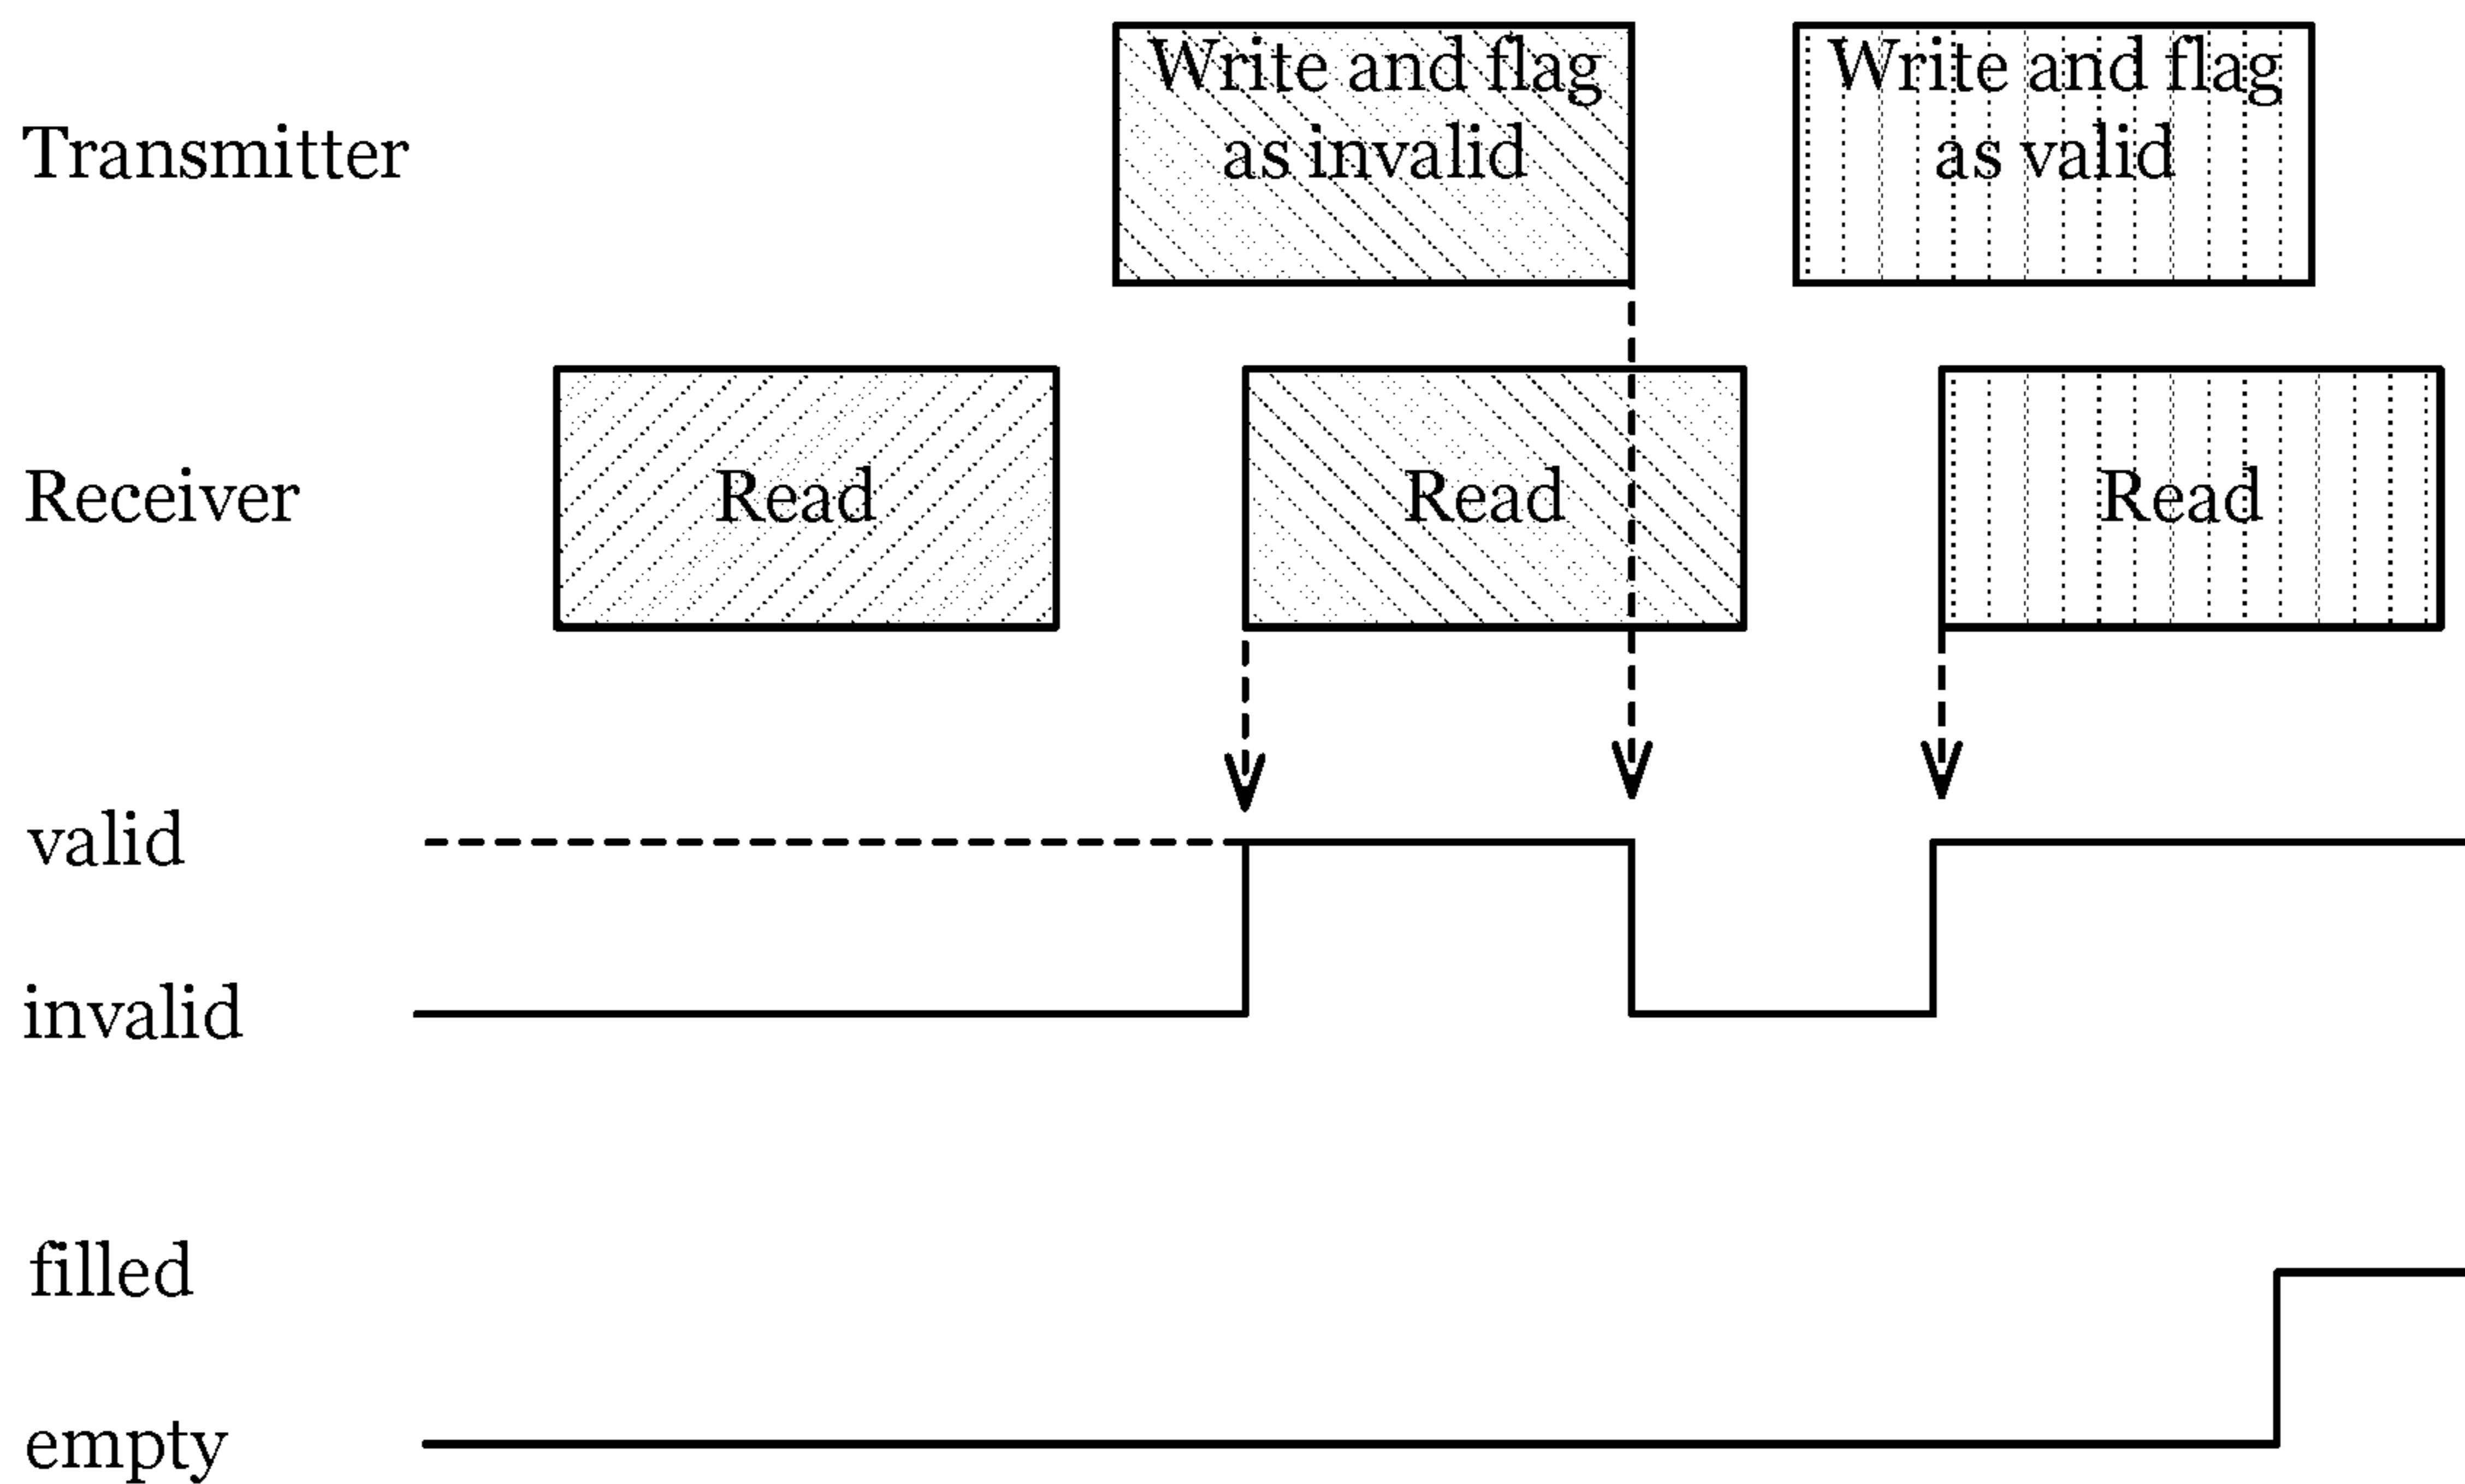 Write and flag
as invalid
Write and flag
as valid
Transmitter
Receiver
Read
Read
Read
valid
invalid
filled
empty